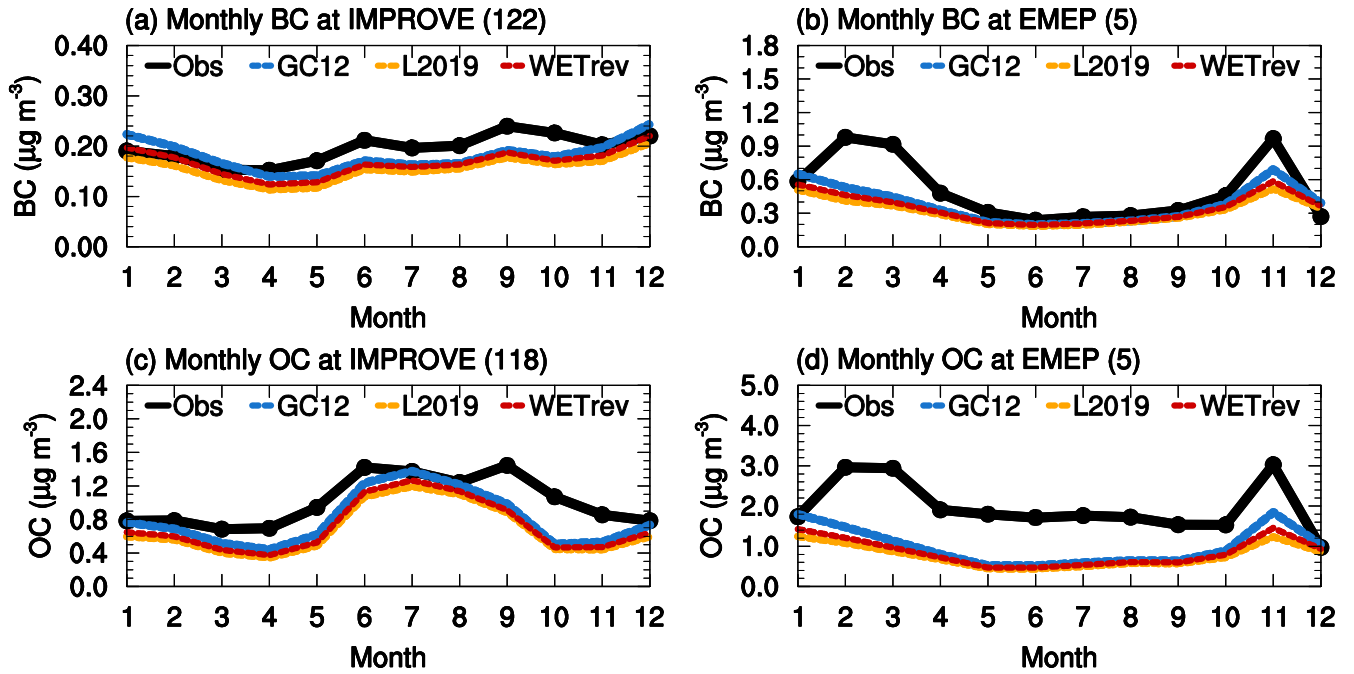 (a) Monthly BC at IMPROVE (122)
0.40
0.30
0.20
0.10
0.00
BC (µg m⁻³)
Obs GC12 L2019 WETrev
1 2 3 4 5 6 7 8 9 10 11 12
Month
(b) Monthly BC at EMEP (5)
1.8
1.5
1.2
0.9
0.6
0.3
0.0
BC (µg m⁻³)
Obs GC12 L2019 WETrev
1 2 3 4 5 6 7 8 9 10 11 12
Month
(c) Monthly OC at IMPROVE (118)
2.4
2.0
1.6
1.2
0.8
0.4
0.0
OC (µg m⁻³)
Obs GC12 L2019 WETrev
1 2 3 4 5 6 7 8 9 10 11 12
Month
(d) Monthly OC at EMEP (5)
5.0
4.0
3.0
2.0
1.0
0.0
OC (µg m⁻³)
Obs GC12 L2019 WETrev
1 2 3 4 5 6 7 8 9 10 11 12
Month